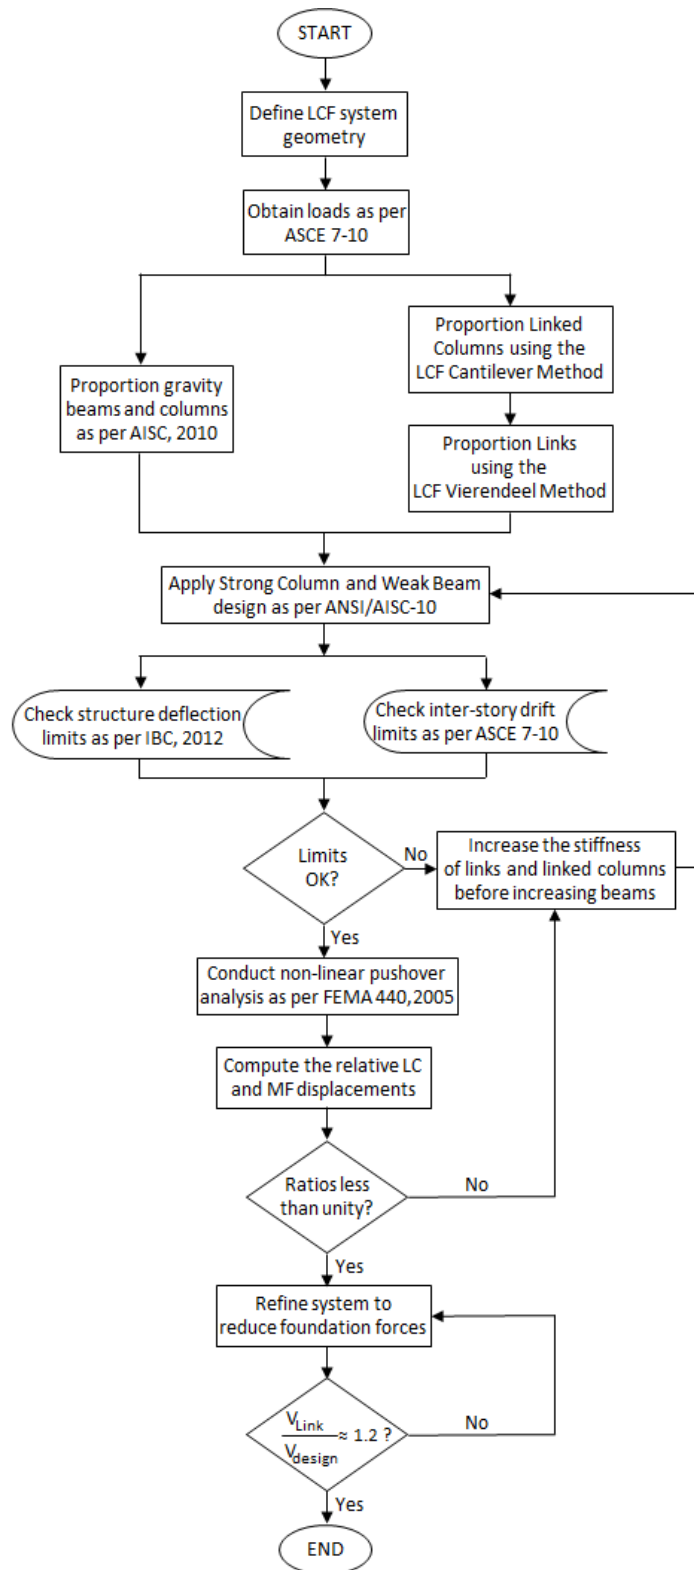 START
Define LCF system
geometry
Obtain loads as per
ASCE 7-10
Proportion gravity
beams and columns
as per AISC, 2010
Proportion Linked
Columns using the
LCF Cantilever Method
Proportion Links
using the
LCF Vierendeel Method
Apply Strong Column and Weak Beam
design as per ANSI/AISC-10
Check structure deflection
limits as per IBC, 2012
Check inter-story drift
limits as per ASCE 7-10
Limits
OK?
No
Increase the stiffness
of links and linked columns
before increasing beams
Yes
Conduct non-linear pushover
analysis as per FEMA 440,2005
Compute the relative LC
and MF displacements
Ratios less
than unity?
No
Yes
Refine system to
reduce foundation forces
V_Link / V_design ≈ 1.2 ?
No
Yes
END